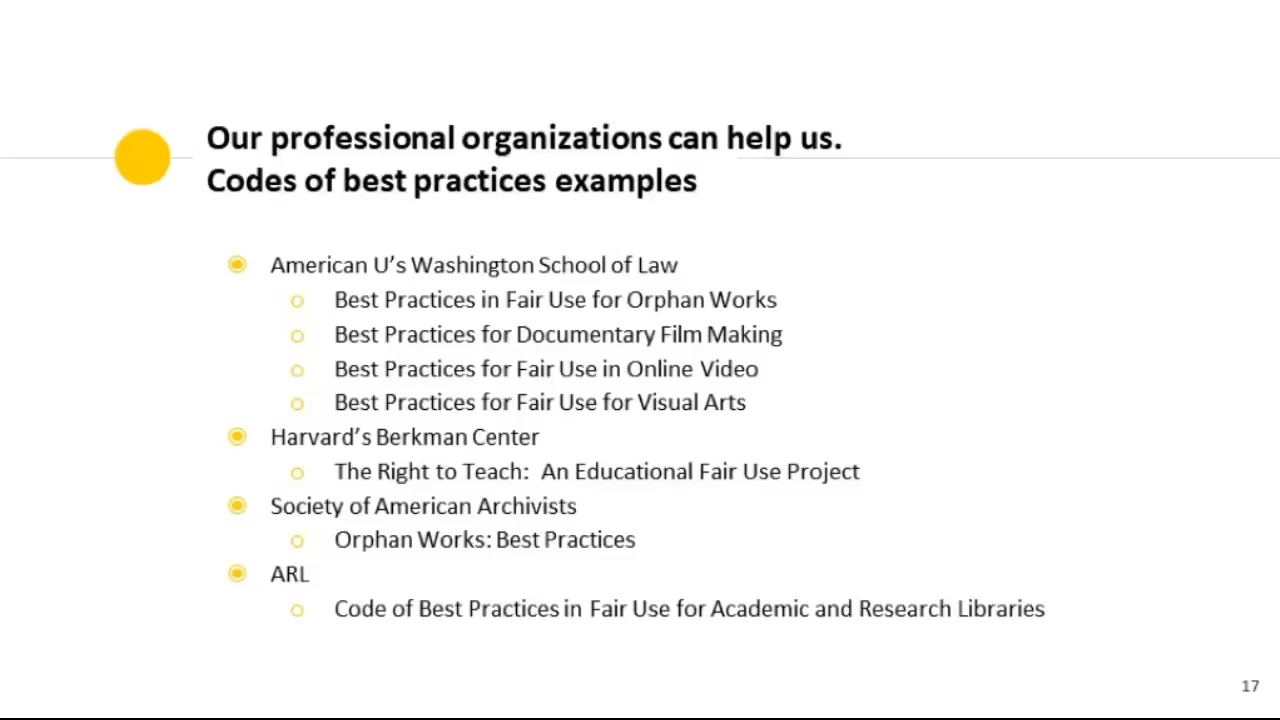 Our professional organizations can help us.
Codes of best practices examples
American U's Washington School of Law
Best Practices in Fair Use for Orphan Works
Best Practices for Documentary Film Making
Best Practices for Fair Use in Online Video
Best Practices for Fair Use for Visual Arts
Harvard's Berkman Center
The Right to Teach: An Educational Fair Use Project
Society of American Archivists
Orphan Works: Best Practices
ARL
Code of Best Practices in Fair Use for Academic and Research Libraries
17